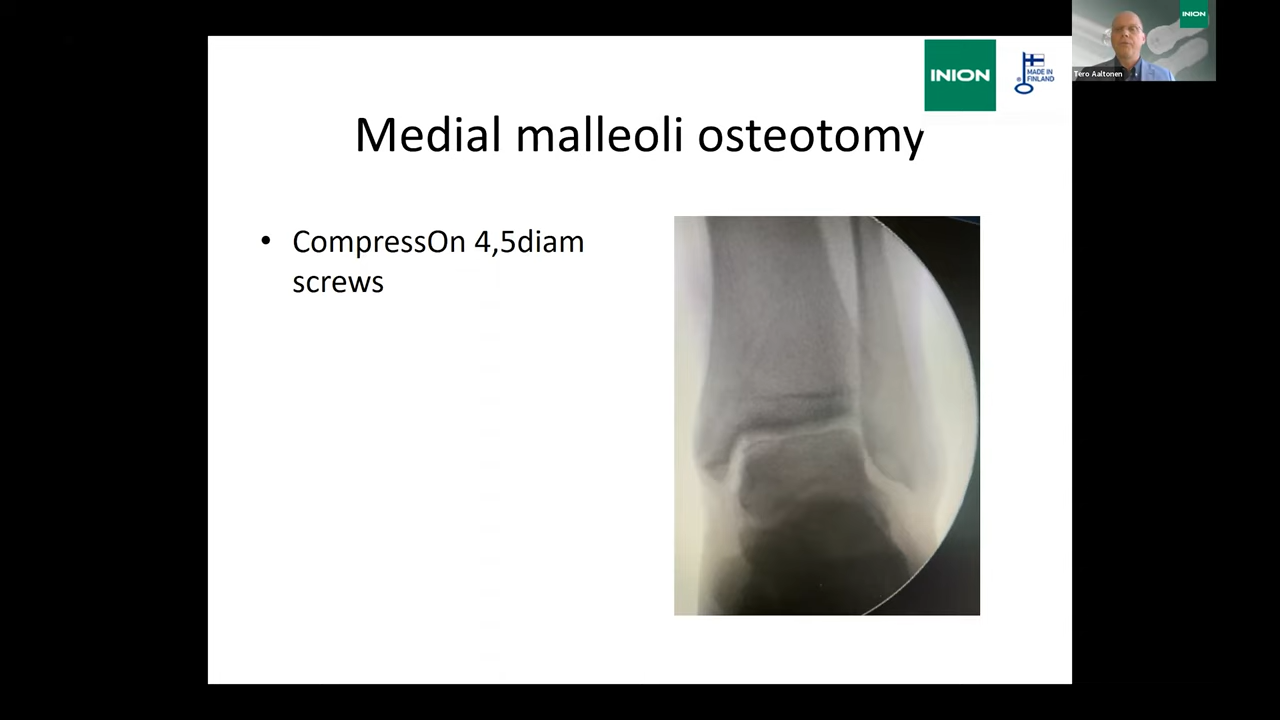 INION
INION
MADE IN
FINLAND
Tero Aaltonen
Medial malleoli osteotomy
• CompressOn 4,5diam
screws